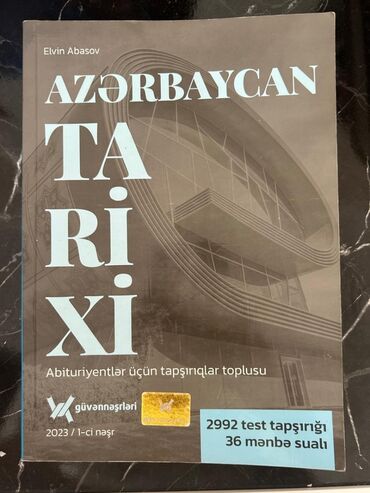 Elvin Abasov
AZƏRBAYCAN
TA
Rİ
Xİ
Abituriyentlər üçün tapşırıqlar toplusu
güvənnəşrləri
2023 / 1-ci nəşr
2992 test tapşırığı
36 mənbə sualı